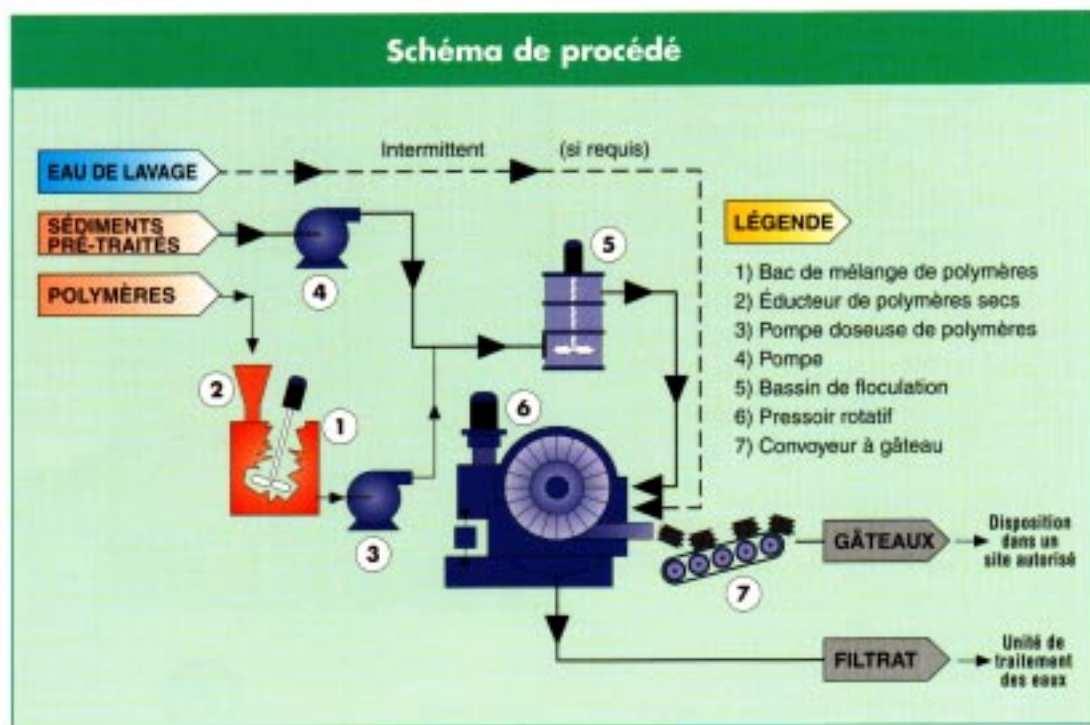 Schéma de procédé
EAU DE LAVAGE
Intermittent
(si requis)
SÉDIMENTS
PRÉ-TRAITÉS
4
POLYMÈRES
5
LÉGENDE
1) Bac de mélange de polymères
2) Éducteur de polymères secs
3) Pompe doseuse de polymères
4) Pompe
5) Bassin de floculation
6) Pressoir rotatif
7) Convoyeur à gâteau
2
1
6
3
7
GÂTEAUX
Disposition
dans un
site autorisé
FILTRAT
Unité de
traitement
des eaux